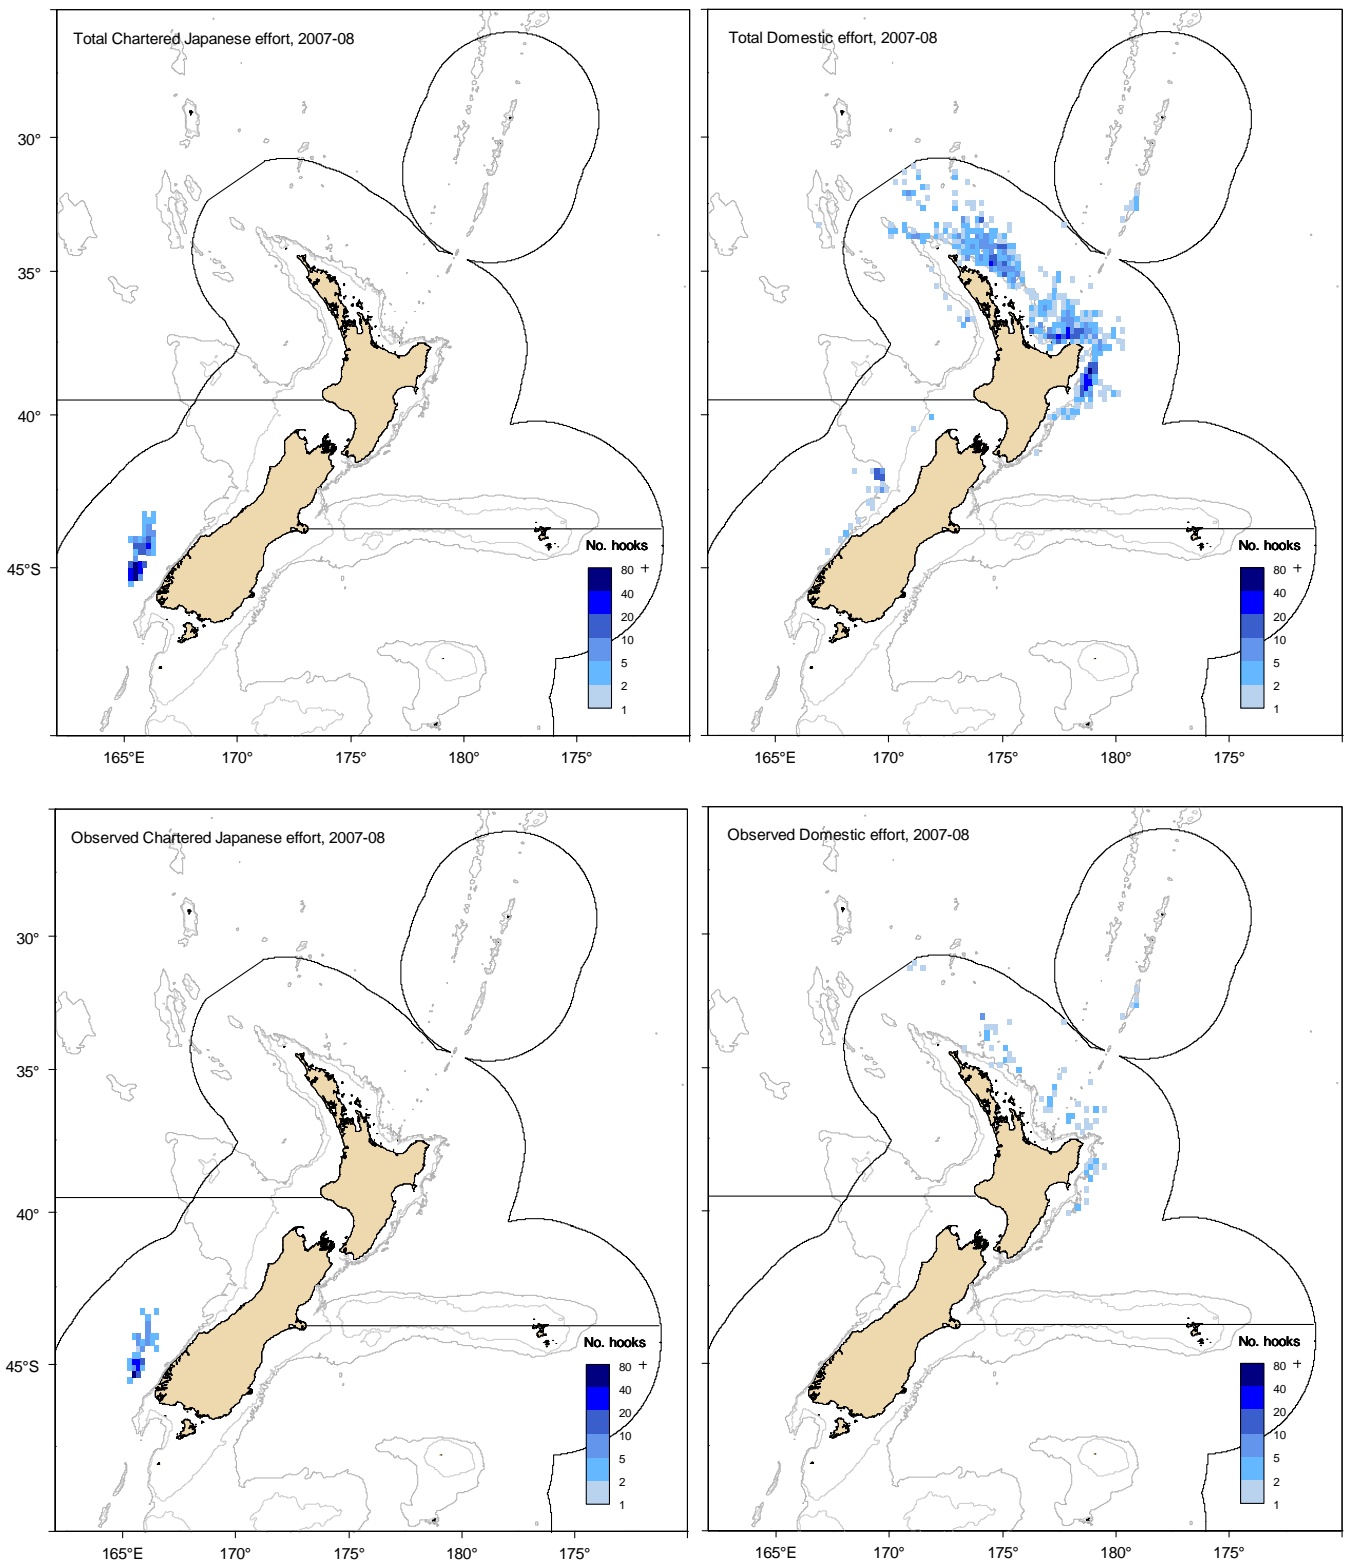 Total Chartered Japanese effort, 2007-08
30°
35°
40°
45°S
No. hooks
80 +
40
20
10
5
2
1
165°E 170° 175° 180° 175°
Total Domestic effort, 2007-08
No. hooks
80 +
40
20
10
5
2
1
165°E 170° 175° 180° 175°
Observed Chartered Japanese effort, 2007-08
30°
35°
40°
45°S
No. hooks
80 +
40
20
10
5
2
1
165°E 170° 175° 180° 175°
Observed Domestic effort, 2007-08
No. hooks
80 +
40
20
10
5
2
1
165°E 170° 175° 180° 175°